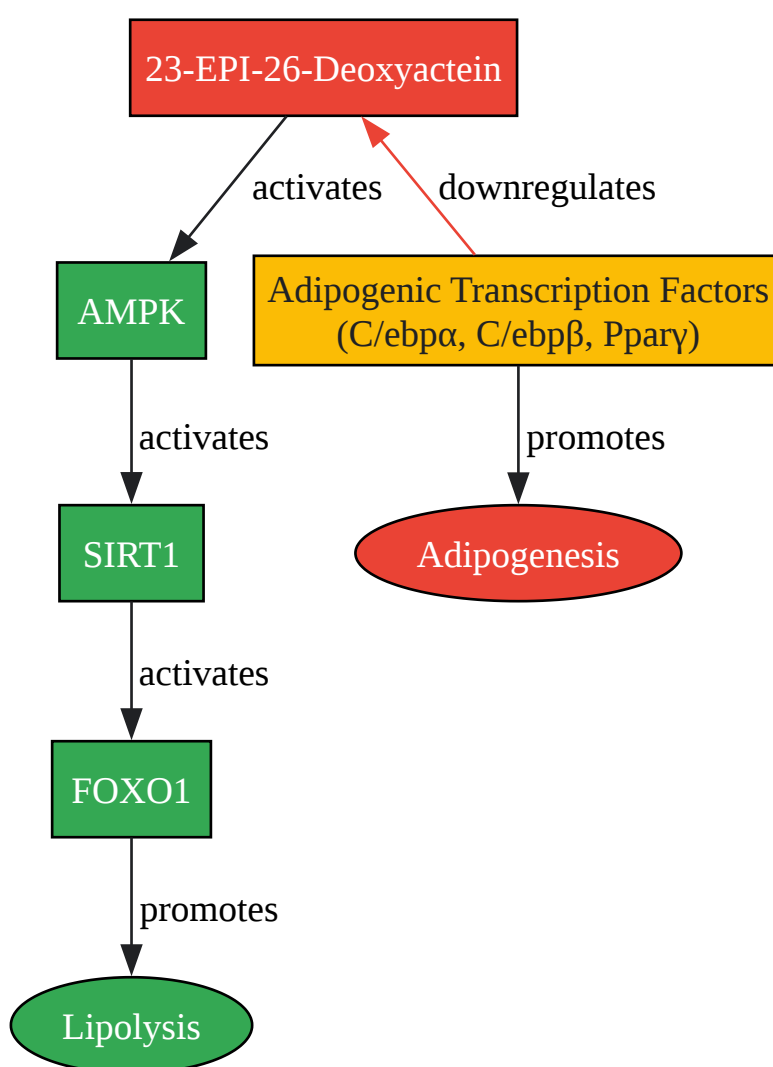 23-EPI-26-Deoxyactein
activates
downregulates
AMPK
Adipogenic Transcription Factors
(C/ebpα, C/ebpβ, Pparγ)
activates
promotes
SIRT1
Adipogenesis
activates
FOXO1
promotes
Lipolysis